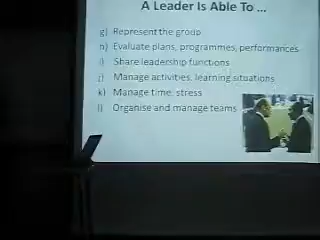 A Leader Is Able To ...
g) Represent the group
h) Evaluate plans, programmes, performances
i) Share leadership functions
j) Manage activities, learning situations
k) Manage time, stress
l) Organise and manage teams